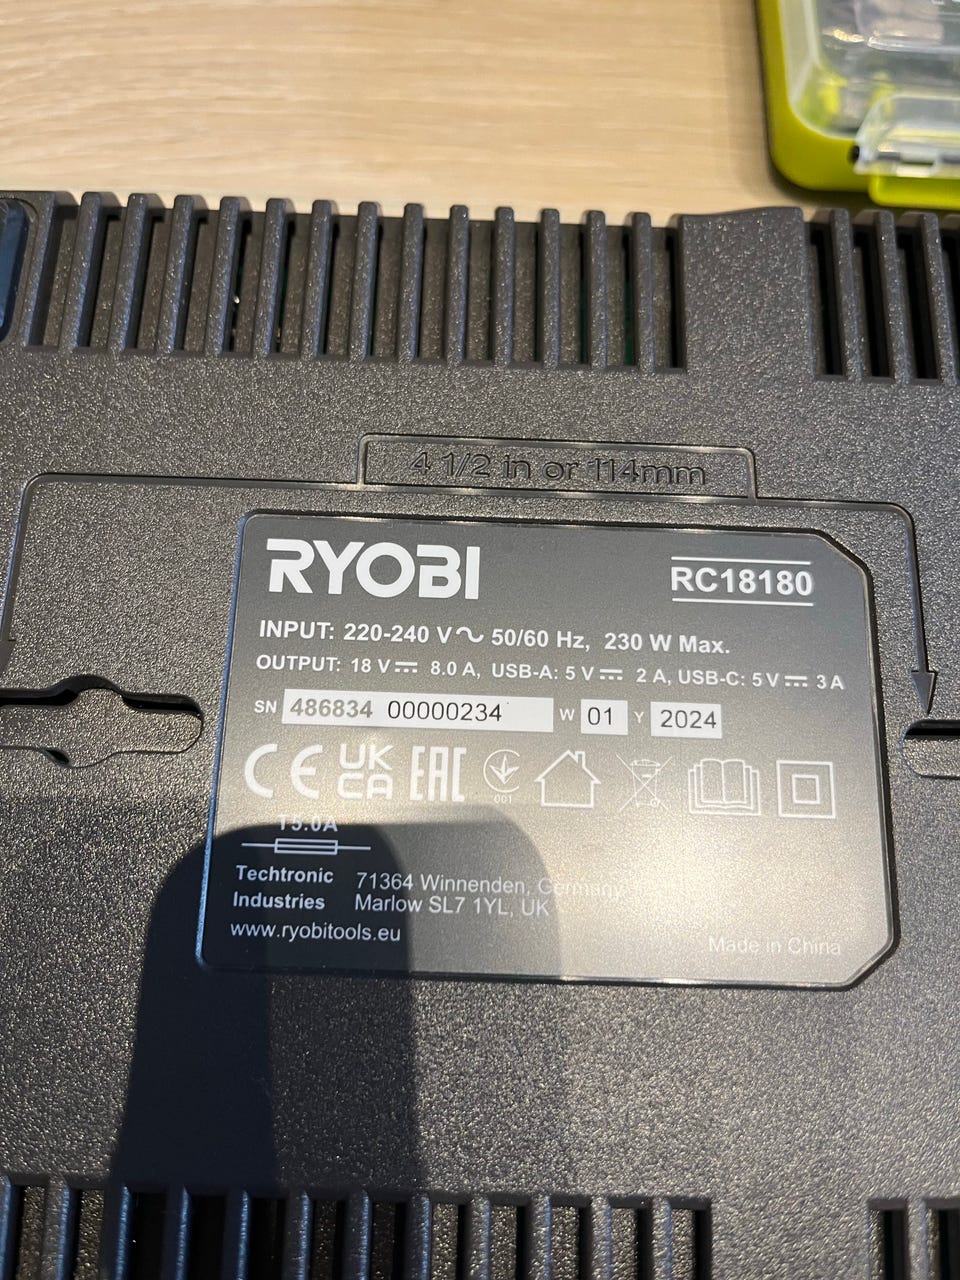 4 1/2 in or 114mm
RYOBI
RC18180
INPUT: 220-240 V 50/60 Hz, 230 W Max.
OUTPUT: 18 V 8.0 A, USB-A: 5 V 2 A, USB-C: 5 V 3 A
SN 486834 00000234 W 01 Y 2024
CE UK CA EAC 001
T5.0A
Techtronic Industries
71364 Winnenden, Germany
Marlow SL7 1YL, UK
www.ryobitools.eu
Made in China